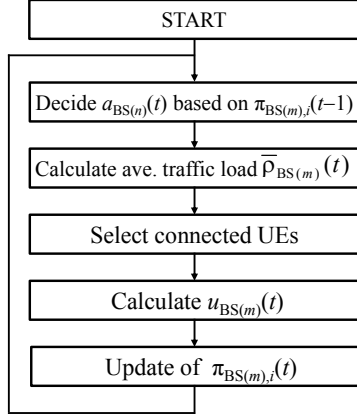 START
Decide a_BS(n)(t) based on π_BS(m),i(t−1)
Calculate ave. traffic load ρ̅_BS(m)(t)
Select connected UEs
Calculate u_BS(m)(t)
Update of π_BS(m),i(t)